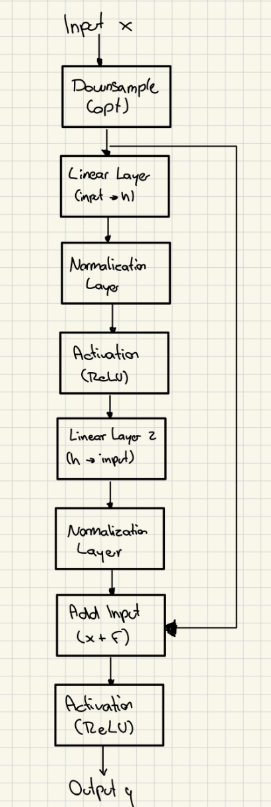 Input x
Downsample
(opt)
Linear Layer
(input → h)
Normalization
Layer
Activation
(ReLU)
Linear Layer 2
(h → input)
Normalization
Layer
Add Input
(x + F)
Activation
(ReLU)
Output y